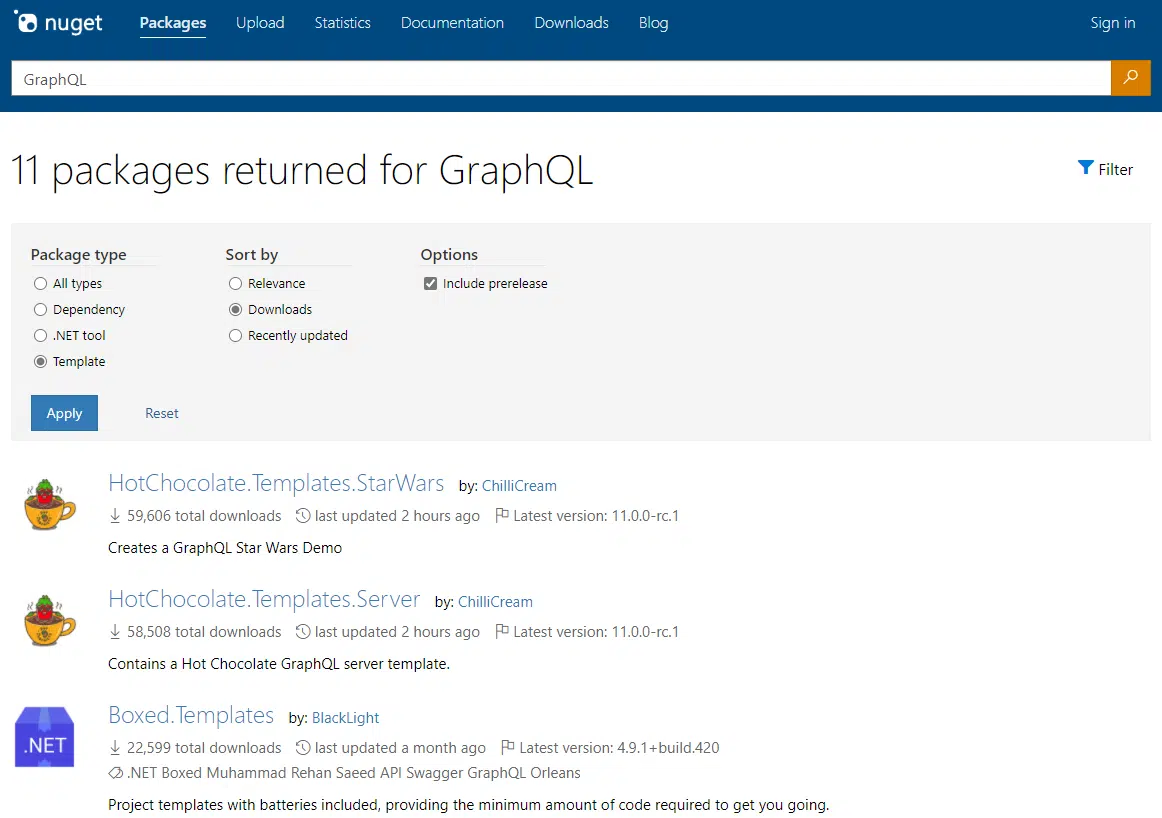 nuget Packages Upload Statistics Documentation Downloads Blog Sign in
GraphQL
11 packages returned for GraphQL Filter
Package type Sort by Options
All types Relevance Include prerelease
Dependency Downloads
.NET tool Recently updated
Template
Apply Reset
HotChocolate.Templates.StarWars by: ChilliCream
59,606 total downloads last updated 2 hours ago Latest version: 11.0.0-rc.1
Creates a GraphQL Star Wars Demo
HotChocolate.Templates.Server by: ChilliCream
58,508 total downloads last updated 2 hours ago Latest version: 11.0.0-rc.1
Contains a Hot Chocolate GraphQL server template.
Boxed.Templates by: BlackLight
.NET 22,599 total downloads last updated a month ago Latest version: 4.9.1+build.420
.NET Boxed Muhammad Rehan Saeed API Swagger GraphQL Orleans
Project templates with batteries included, providing the minimum amount of code required to get you going.